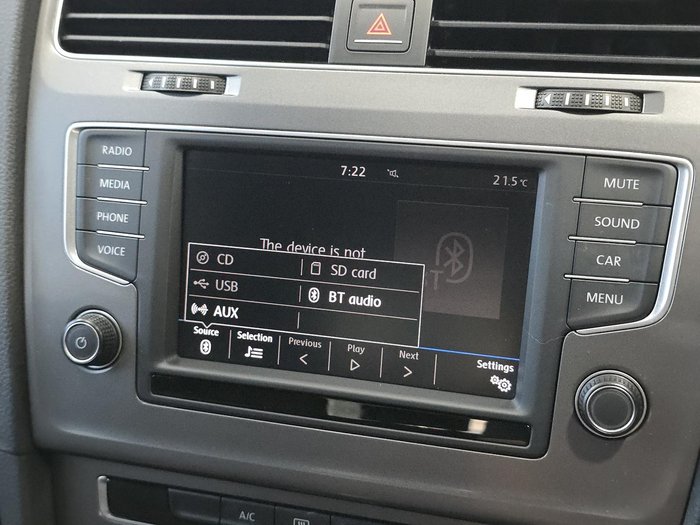 RADIO
MEDIA
PHONE
VOICE
7:22
21.5°C
The device is not
T
CD
SD card
USB
BT audio
AUX
Source
Selection
Previous
Play
Next
Settings
MUTE
SOUND
CAR
MENU
A/C